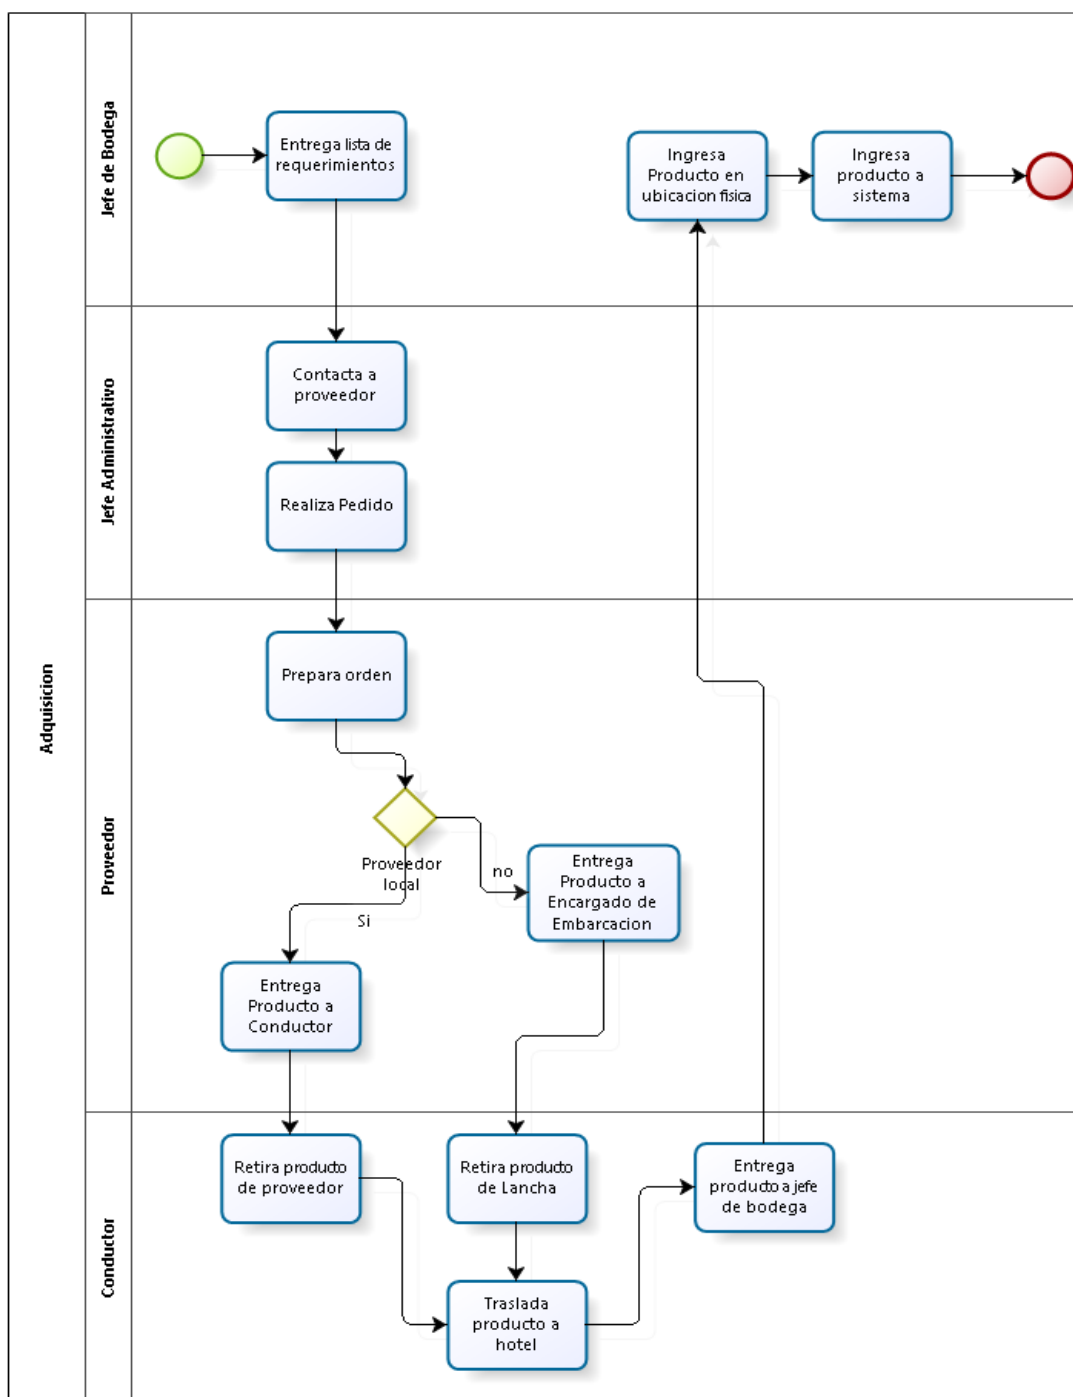 Adquisicion
Jefe de Bodega
Entrega lista de
requerimientos
Ingresa
Producto en
ubicacion fisica
Ingresa
producto a
sistema
Jefe Administrativo
Contacta a
proveedor
Realiza Pedido
Proveedor
Prepara orden
Proveedor
local
no
Si
Entrega
Producto a
Encargado de
Embarcacion
Entrega
Producto a
Conductor
Conductor
Retira producto
de proveedor
Retira producto
de Lancha
Entrega
producto a jefe
de bodega
Traslada
producto a
hotel